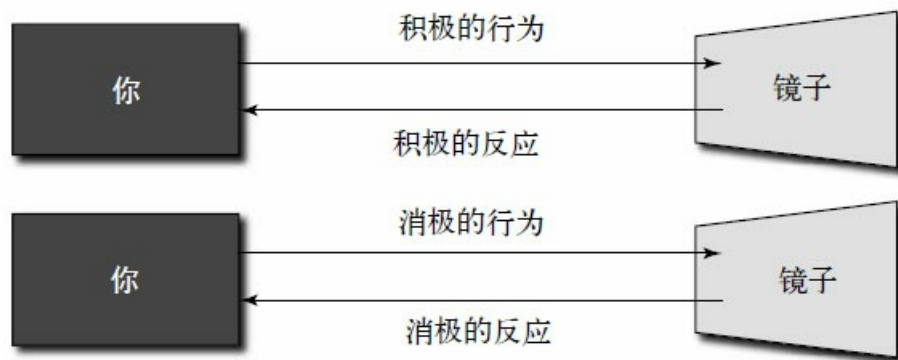 积极的行为
你
镜子
积极的反应
消极的行为
你
镜子
消极的反应